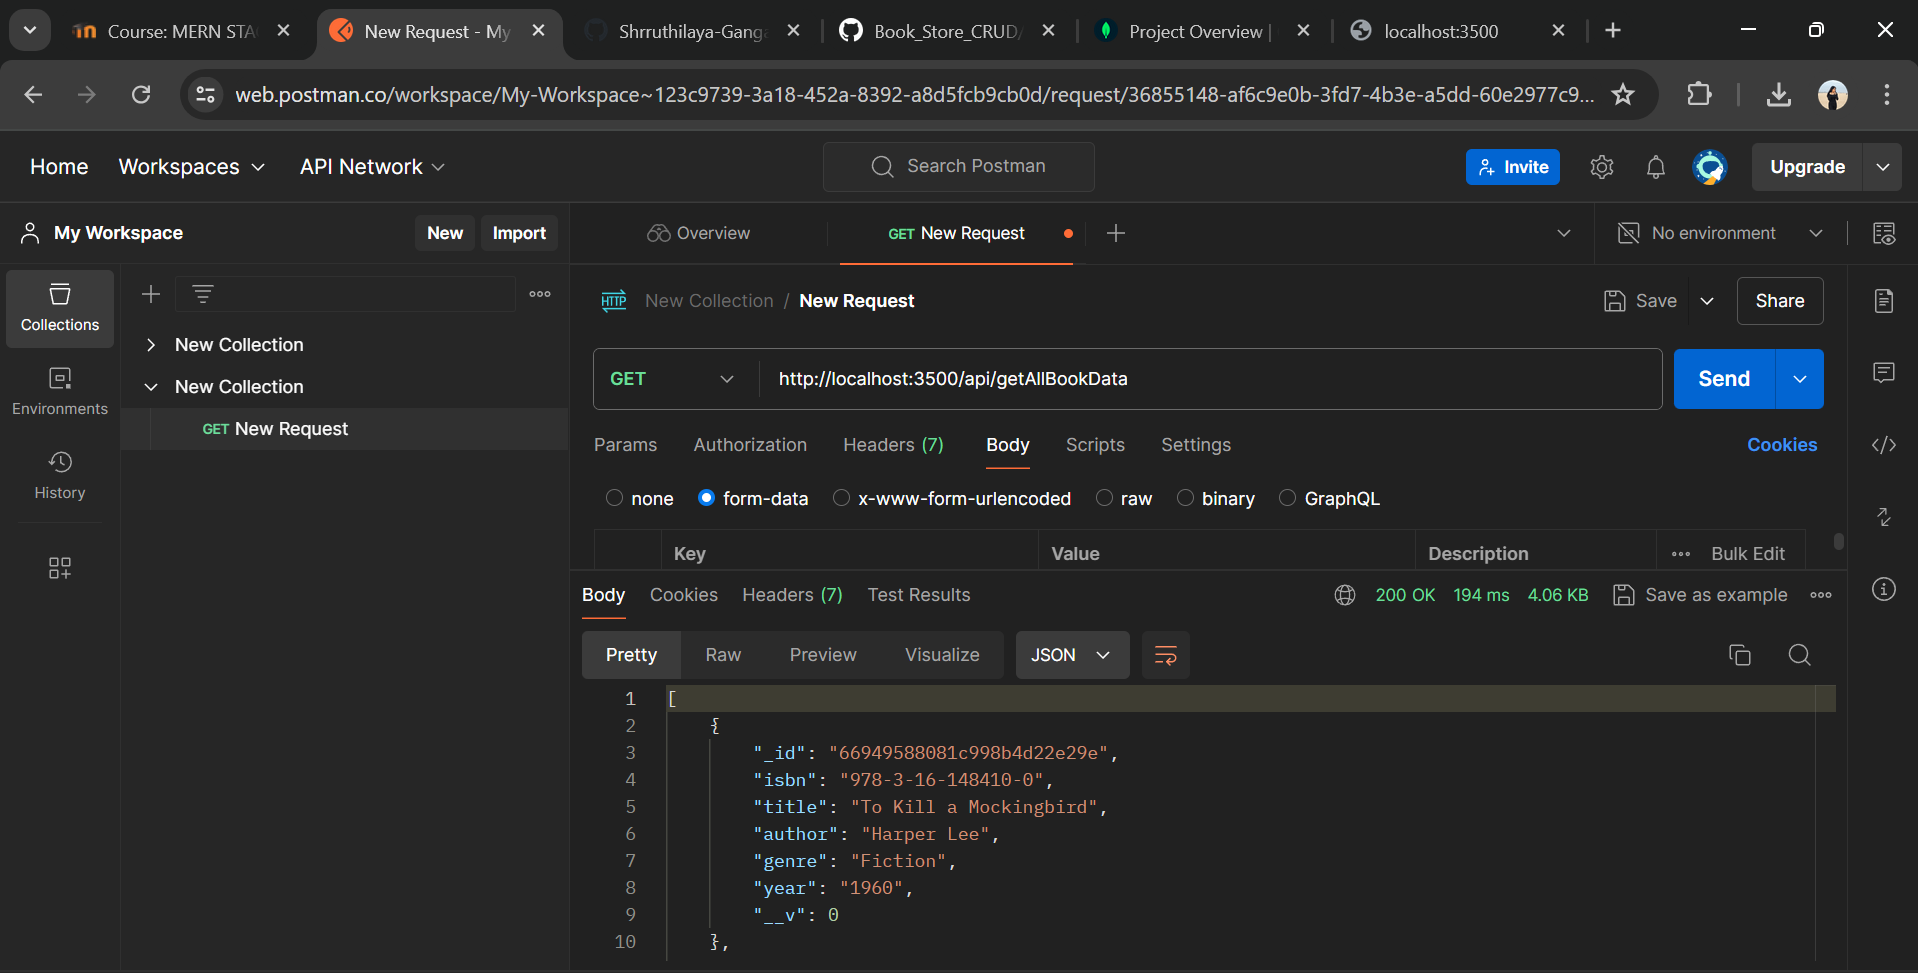 Course: MERN STA
New Request - My
Shrruthilaya-Ganga
Book_Store_CRUD/
Project Overview |
localhost:3500
web.postman.co/workspace/My-Workspace~123c9739-3a18-452a-8392-a8d5fcb9cb0d/request/36855148-af6c9e0b-3fd7-4b3e-a5dd-60e2977c9...
Home Workspaces API Network
Search Postman
Invite
Upgrade
My Workspace
New Import
Overview
GET New Request
No environment
Collections
Environments
History
New Collection
New Collection
GET New Request
HTTP New Collection / New Request
Save
Share
GET http://localhost:3500/api/getAllBookData
Send
Params Authorization Headers (7) Body Scripts Settings
Cookies
none form-data x-www-form-urlencoded raw binary GraphQL
Key Value Description Bulk Edit
Body Cookies Headers (7) Test Results
200 OK 194 ms 4.06 KB Save as example
Pretty Raw Preview Visualize JSON
1 [
2 {
3 "_id": "66949588081c998b4d22e29e",
4 "isbn": "978-3-16-148410-0",
5 "title": "To Kill a Mockingbird",
6 "author": "Harper Lee",
7 "genre": "Fiction",
8 "year": "1960",
9 "__v": 0
10 },